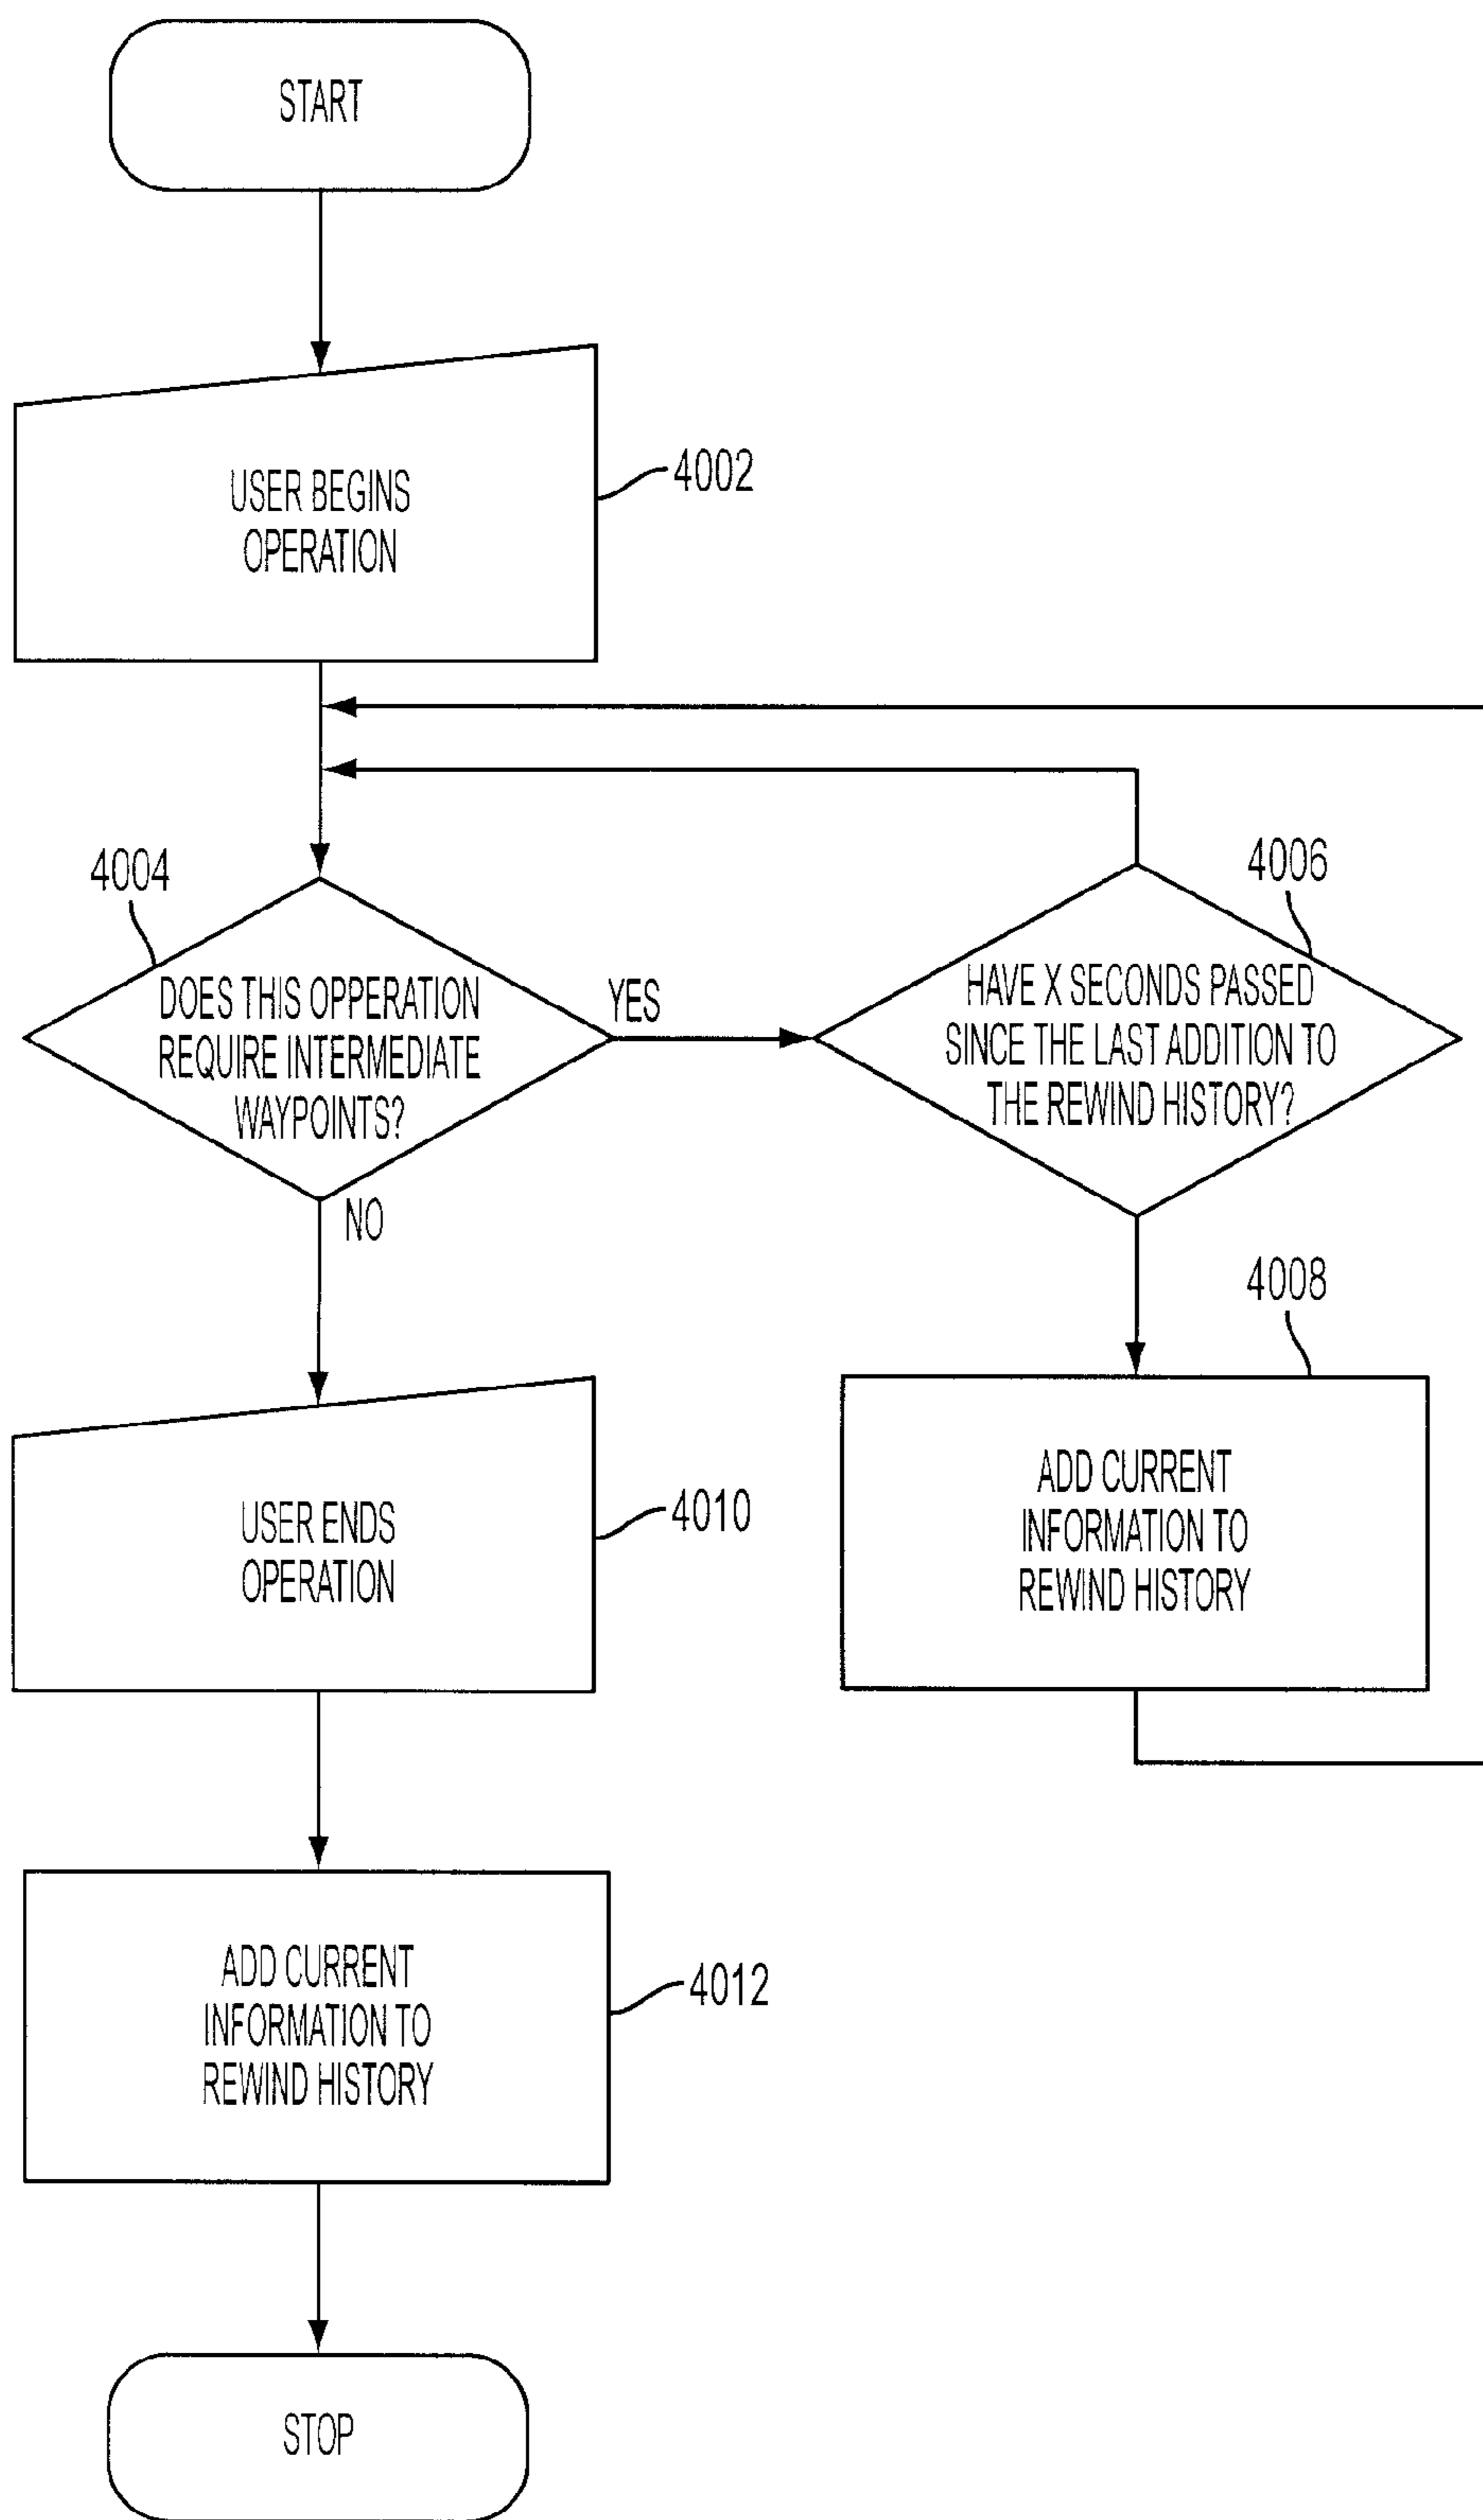 START
USER BEGINS
OPERATION
4002
4004
DOES THIS OPPERATION
REQUIRE INTERMEDIATE
WAYPOINTS?
YES
NO
4006
HAVE X SECONDS PASSED
SINCE THE LAST ADDITION TO
THE REWIND HISTORY?
4008
ADD CURRENT
INFORMATION TO
REWIND HISTORY
USER ENDS
OPERATION
4010
ADD CURRENT
INFORMATION TO
REWIND HISTORY
4012
STOP